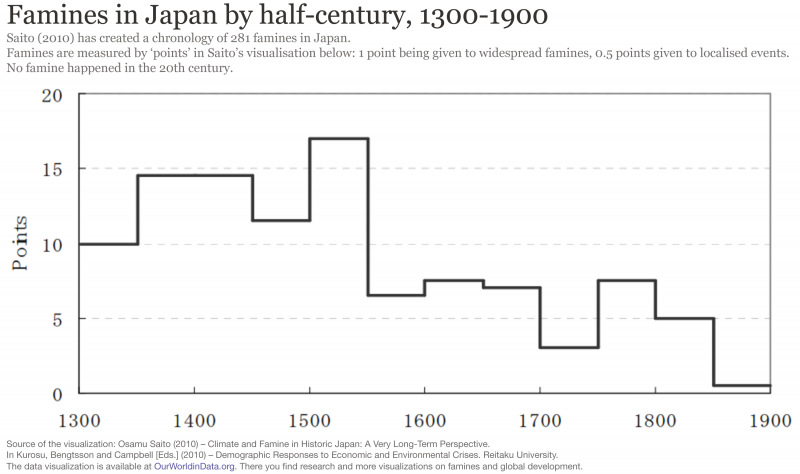 Famines in Japan by half-century, 1300-1900
Saito (2010) has created a chronology of 281 famines in Japan.
Famines are measured by ‘points’ in Saito’s visualisation below: 1 point being given to widespread famines, 0.5 points given to localised events.
No famine happened in the 20th century.
20
15
10
5
0
Points
1300 1400 1500 1600 1700 1800 1900
Source of the visualization: Osamu Saito (2010) – Climate and Famine in Historic Japan: A Very Long-Term Perspective.
In Kurosu, Bengtsson and Campbell [Eds.] (2010) – Demographic Responses to Economic and Environmental Crises. Reitaku University.
The data visualization is available at OurWorldinData.org. There you find research and more visualizations on famines and global development.